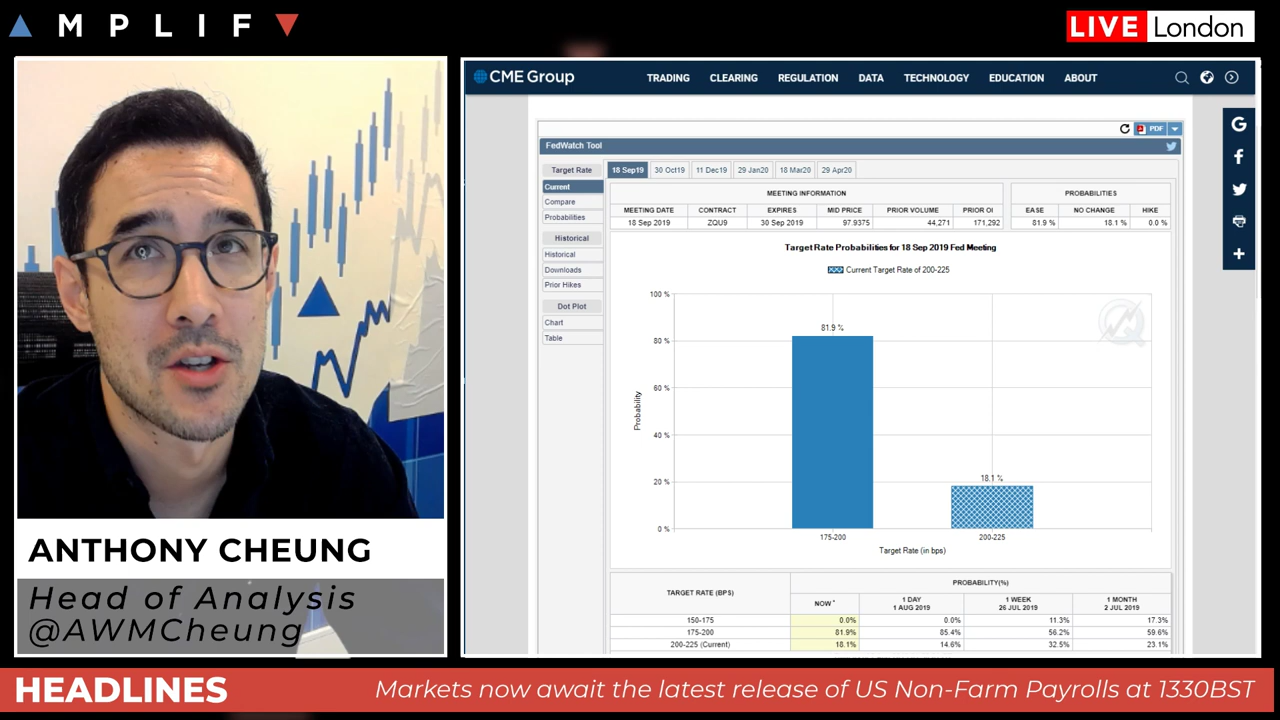 ▲ M P L I F ▼
LIVE London
CME Group
TRADING CLEARING REGULATION DATA TECHNOLOGY EDUCATION ABOUT
PDF
FedWatch Tool
Target Rate
Current
Compare
Probabilities
Historical
Historical
Downloads
Prior Hikes
Dot Plot
Chart
Table
18 Sep19 30 Oct19 11 Dec19 29 Jan20 18 Mar20 29 Apr20
MEETING INFORMATION
MEETING DATE CONTRACT EXPIRES MID PRICE PRIOR VOLUME PRIOR OI
18 Sep 2019 ZQU9 30 Sep 2019 97.9375 44,271 171,292
PROBABILITIES
EASE NO CHANGE HIKE
81.9 % 18.1 % 0.0 %
Target Rate Probabilities for 18 Sep 2019 Fed Meeting
Current Target Rate of 200-225
Probability
100 %
80 %
60 %
40 %
20 %
0 %
81.9 %
18.1 %
175-200 200-225
Target Rate (in bps)
TARGET RATE (BPS) PROBABILITY(%)
NOW * 1 DAY 1 AUG 2019 1 WEEK 26 JUL 2019 1 MONTH 2 JUL 2019
150-175 0.0% 0.0% 11.3% 17.3%
175-200 81.9% 85.4% 56.2% 59.6%
200-225 (Current) 18.1% 14.6% 32.5% 23.1%
ANTHONY CHEUNG
Head of Analysis
@AWMCheung
HEADLINES
Markets now await the latest release of US Non-Farm Payrolls at 1330BST